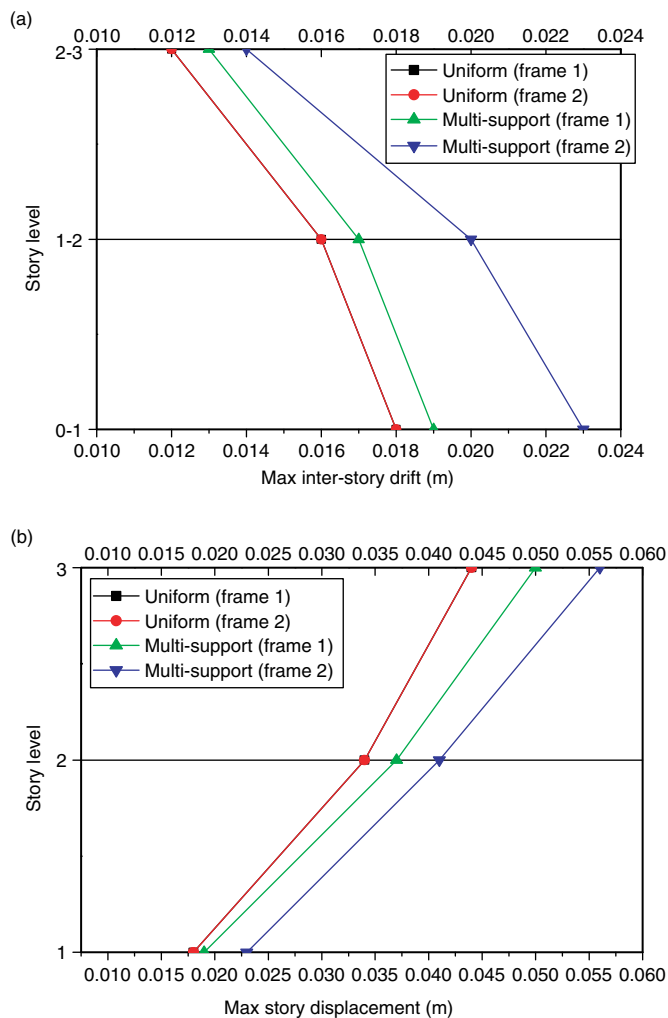 (a)
0.010 0.012 0.014 0.016 0.018 0.020 0.022 0.024
2-3
Uniform (frame 1)
Uniform (frame 2)
Multi-support (frame 1)
Multi-support (frame 2)
Story level
1-2
0-1
0.010 0.012 0.014 0.016 0.018 0.020 0.022 0.024
Max inter-story drift (m)
(b)
0.010 0.015 0.020 0.025 0.030 0.035 0.040 0.045 0.050 0.055 0.060
3
Uniform (frame 1)
Uniform (frame 2)
Multi-support (frame 1)
Multi-support (frame 2)
Story level
2
1
0.010 0.015 0.020 0.025 0.030 0.035 0.040 0.045 0.050 0.055 0.060
Max story displacement (m)